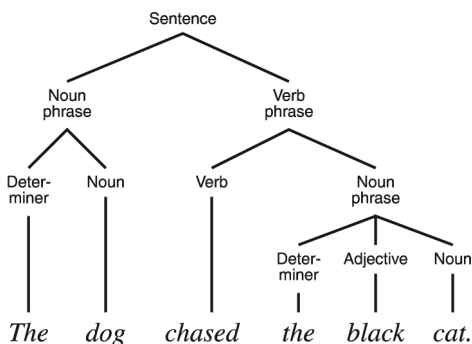 Sentence
Noun
phrase
Verb
phrase
Deter-
miner
Noun
Verb
Noun
phrase
Deter-
miner
Adjective
Noun
The dog chased the black cat.